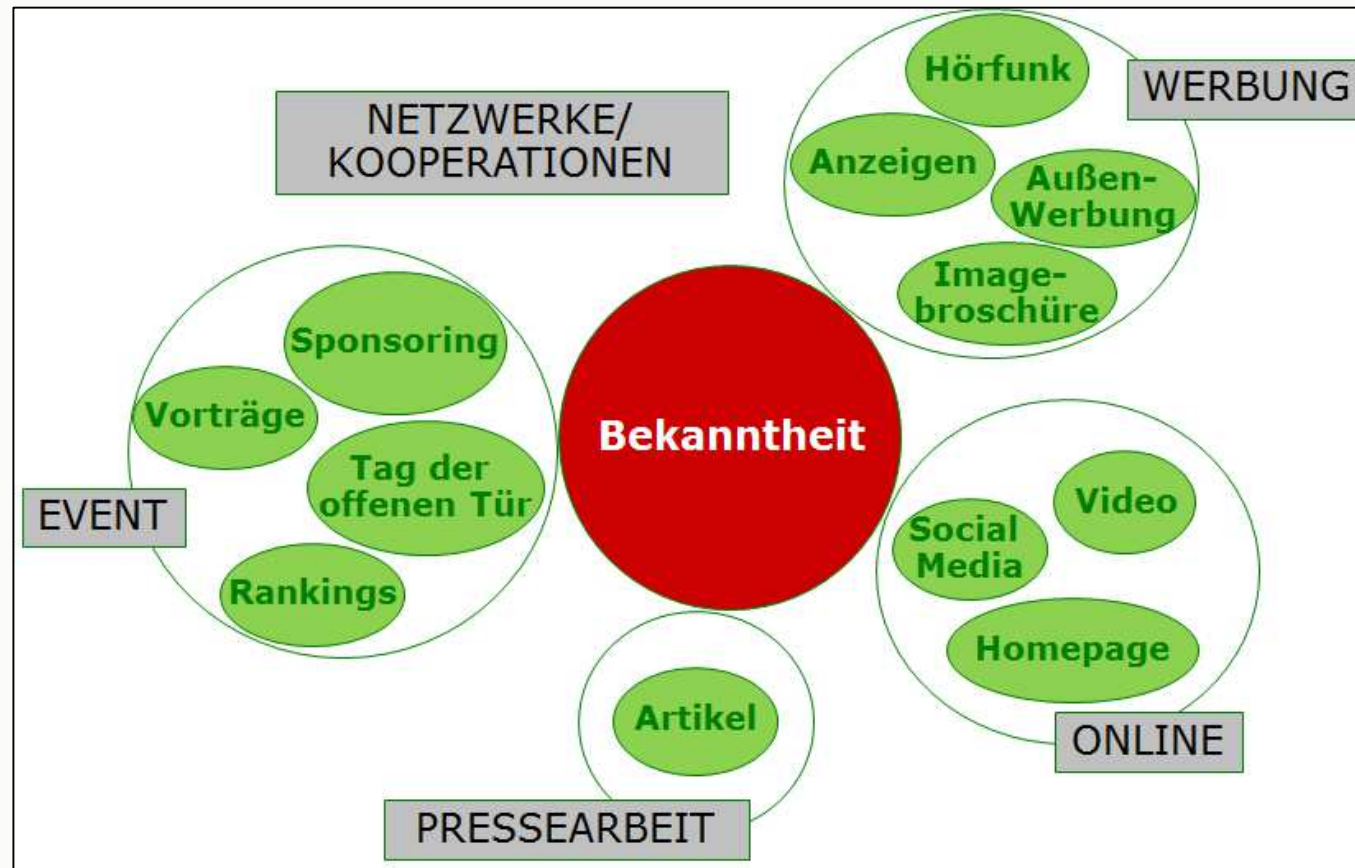 NETZWERKE/
KOOPERATIONEN
WERBUNG
Hörfunk
Anzeigen
Außen-
Werbung
Image-
broschüre
EVENT
Sponsoring
Vorträge
Tag der
offenen Tür
Rankings
Bekanntheit
Social
Media
Video
Homepage
ONLINE
Artikel
PRESSEARBEIT